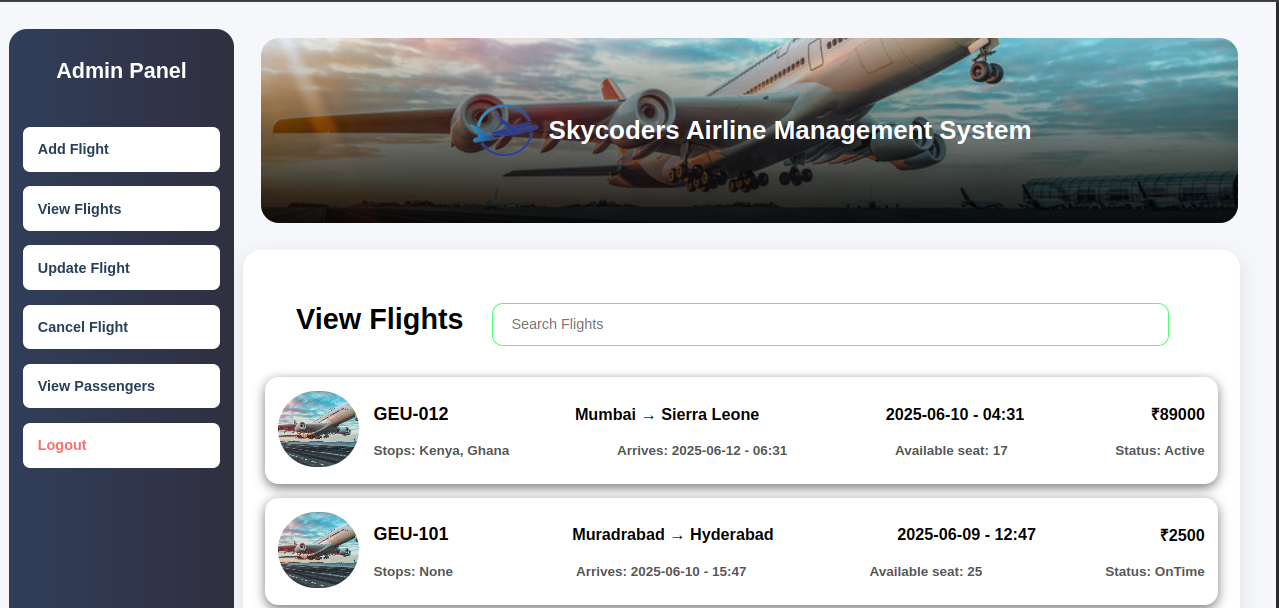 Admin Panel
Add Flight
View Flights
Update Flight
Cancel Flight
View Passengers
Logout
Skycoders Airline Management System
View Flights
Search Flights
GEU-012 Mumbai → Sierra Leone 2025-06-10 - 04:31 ₹89000
Stops: Kenya, Ghana Arrives: 2025-06-12 - 06:31 Available seat: 17 Status: Active
GEU-101 Muradrabad → Hyderabad 2025-06-09 - 12:47 ₹2500
Stops: None Arrives: 2025-06-10 - 15:47 Available seat: 25 Status: OnTime